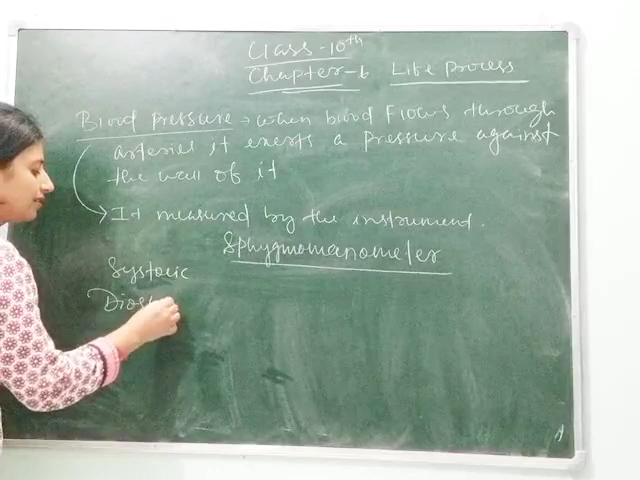 Class-10th
Chapter-6 Life Process
Blood pressure → when blood Flows through
arteries it exerts a pressure against
the wall of it
It measured by the instrument.
Sphygmomanometer
Systolic
Dias